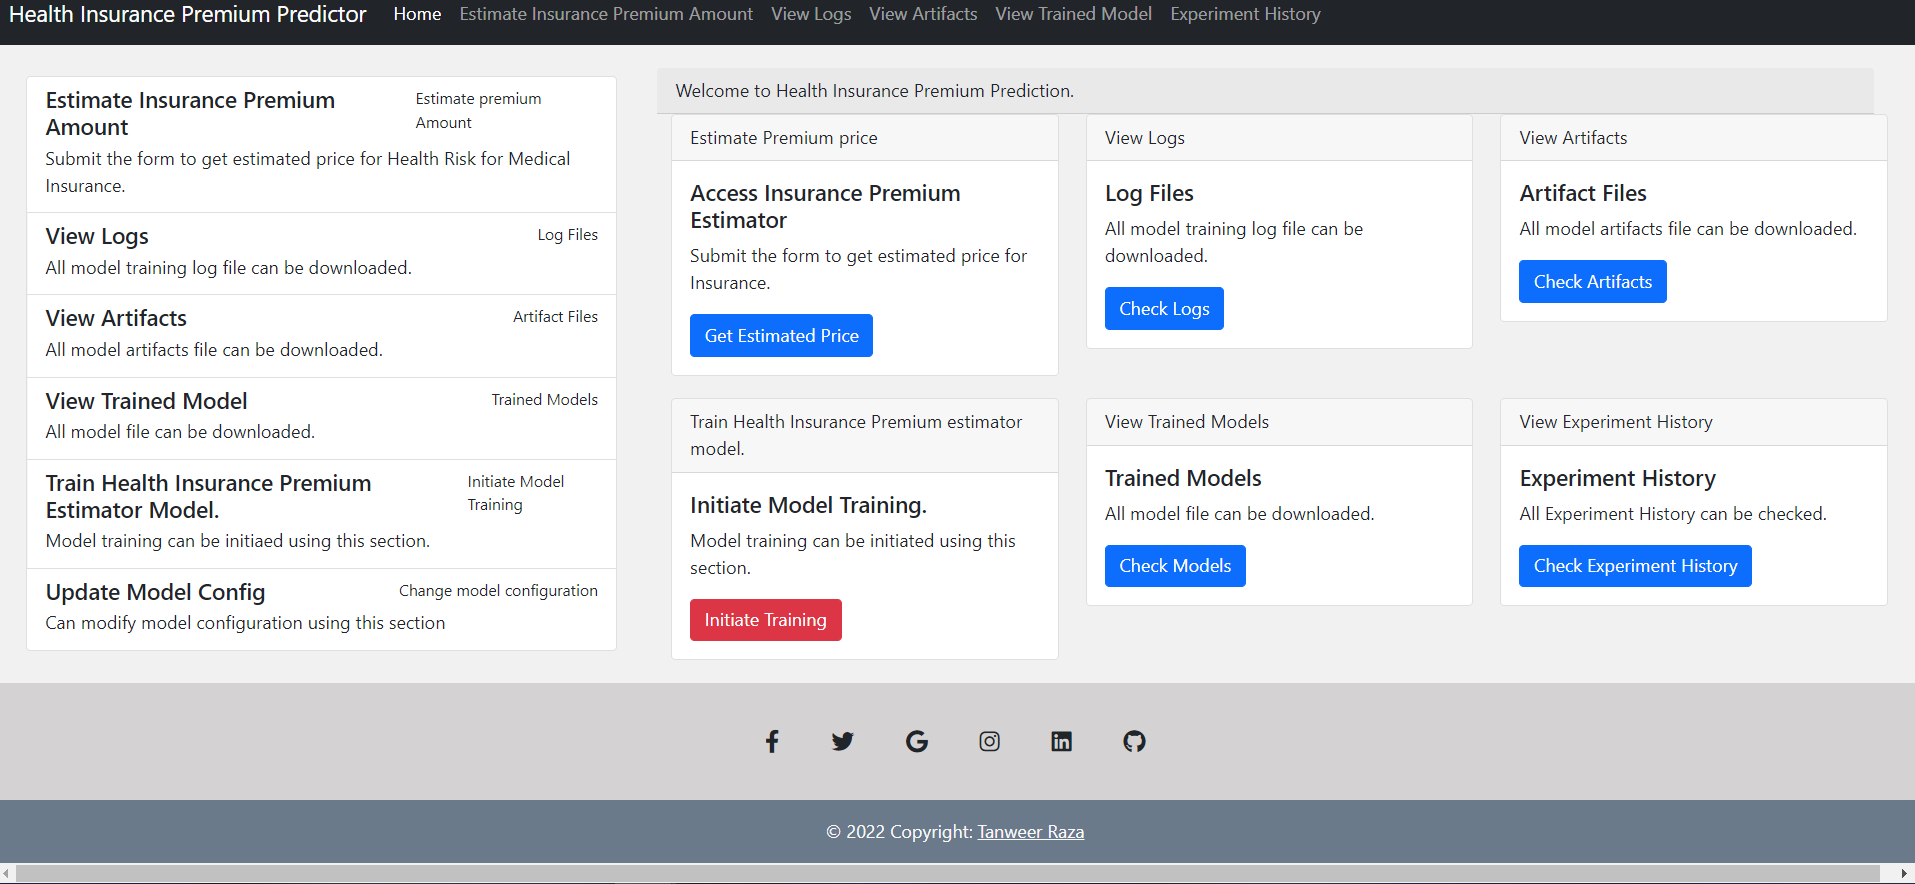 Health Insurance Premium Predictor Home Estimate Insurance Premium Amount View Logs View Artifacts View Trained Model Experiment History
Estimate Insurance Premium
Amount
Estimate premium
Amount
Submit the form to get estimated price for Health Risk for Medical
Insurance.
View Logs
Log Files
All model training log file can be downloaded.
View Artifacts
Artifact Files
All model artifacts file can be downloaded.
View Trained Model
Trained Models
All model file can be downloaded.
Train Health Insurance Premium
Estimator Model.
Initiate Model
Training
Model training can be initiaed using this section.
Update Model Config
Change model configuration
Can modify model configuration using this section
Welcome to Health Insurance Premium Prediction.
Estimate Premium price
Access Insurance Premium
Estimator
Submit the form to get estimated price for
Insurance.
Get Estimated Price
View Logs
Log Files
All model training log file can be
downloaded.
Check Logs
View Artifacts
Artifact Files
All model artifacts file can be downloaded.
Check Artifacts
Train Health Insurance Premium estimator
model.
Initiate Model Training.
Model training can be initiated using this
section.
Initiate Training
View Trained Models
Trained Models
All model file can be downloaded.
Check Models
View Experiment History
Experiment History
All Experiment History can be checked.
Check Experiment History
© 2022 Copyright: Tanweer Raza